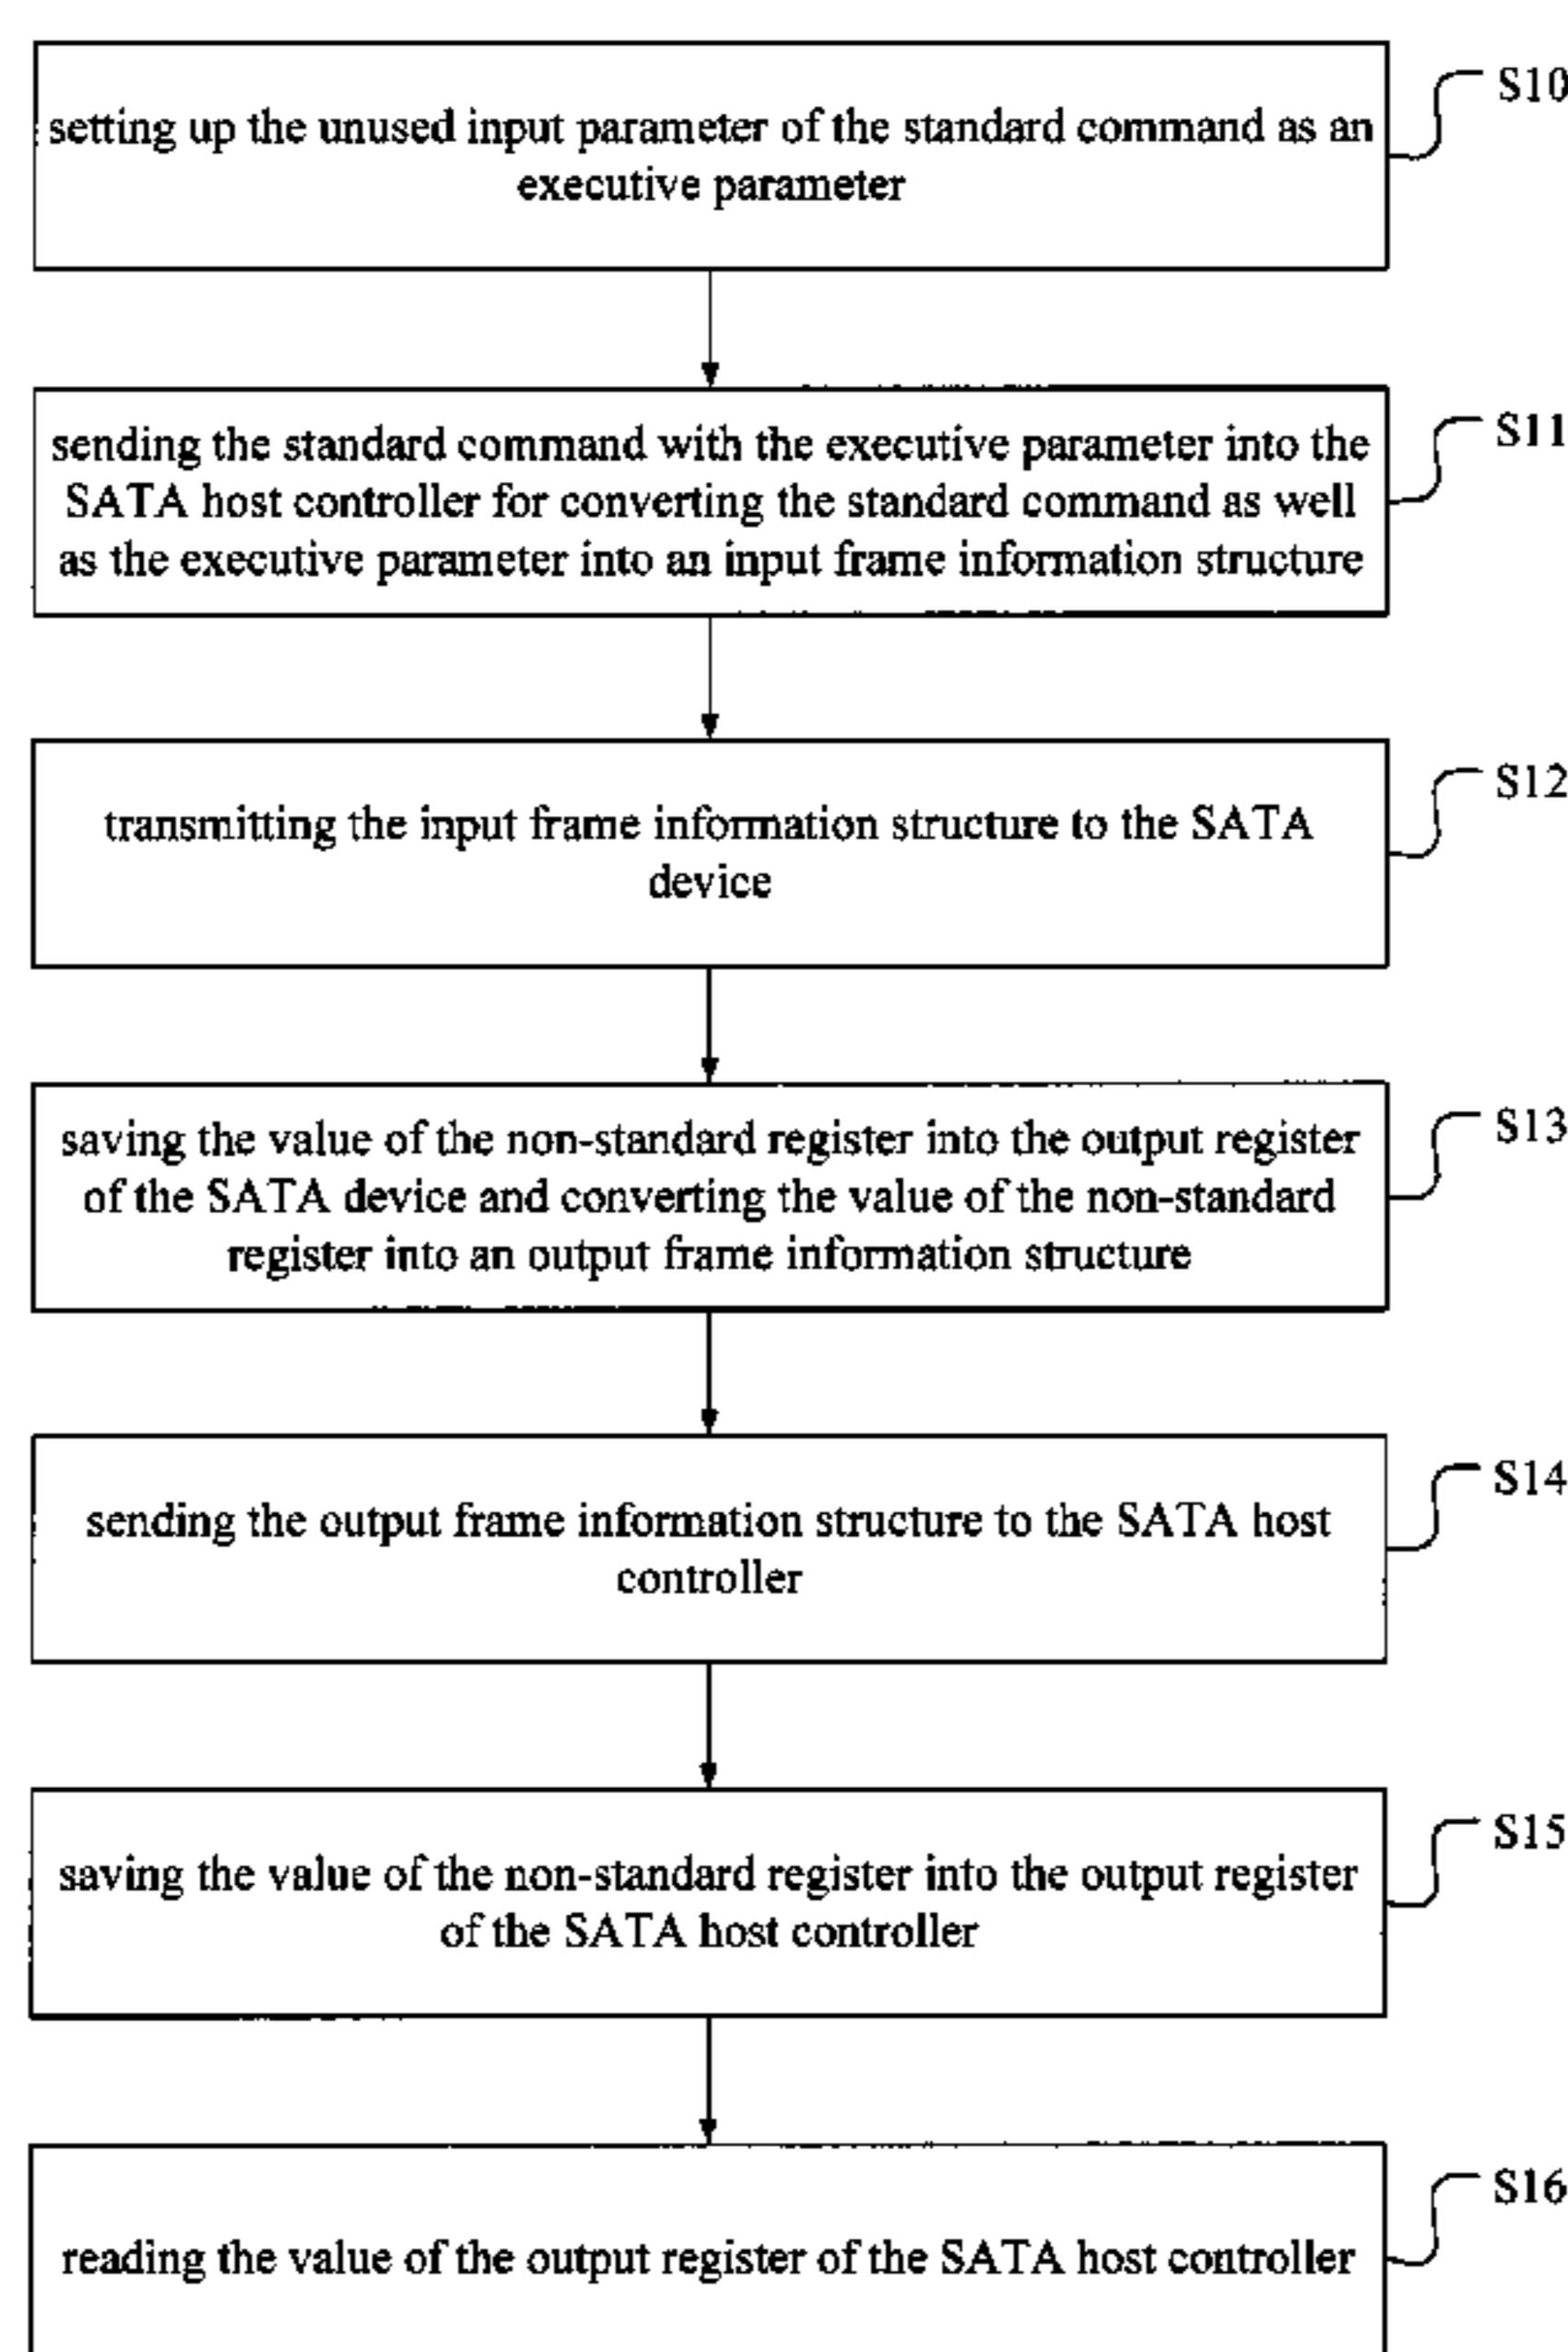 S10
setting up the unused input parameter of the standard command as an
executive parameter
S11
sending the standard command with the executive parameter into the
SATA host controller for converting the standard command as well
as the executive parameter into an input frame information structure
S12
transmitting the input frame information structure to the SATA
device
S13
saving the value of the non-standard register into the output register
of the SATA device and converting the value of the non-standard
register into an output frame information structure
S14
sending the output frame information structure to the SATA host
controller
S15
saving the value of the non-standard register into the output register
of the SATA host controller
S16
reading the value of the output register of the SATA host controller